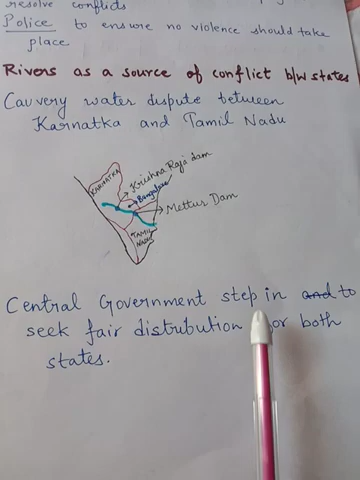 resolve conflicts
Police to ensure no violence should take
place
Rivers as a source of conflict b/w states
Cauvery water dispute between
Karnatka and Tamil Nadu
KARNATKA
Krishna Raja dam
Bangalore
Mettur Dam
TAMIL
NADU
Central Government step in and to
seek fair distrubution for both
states.